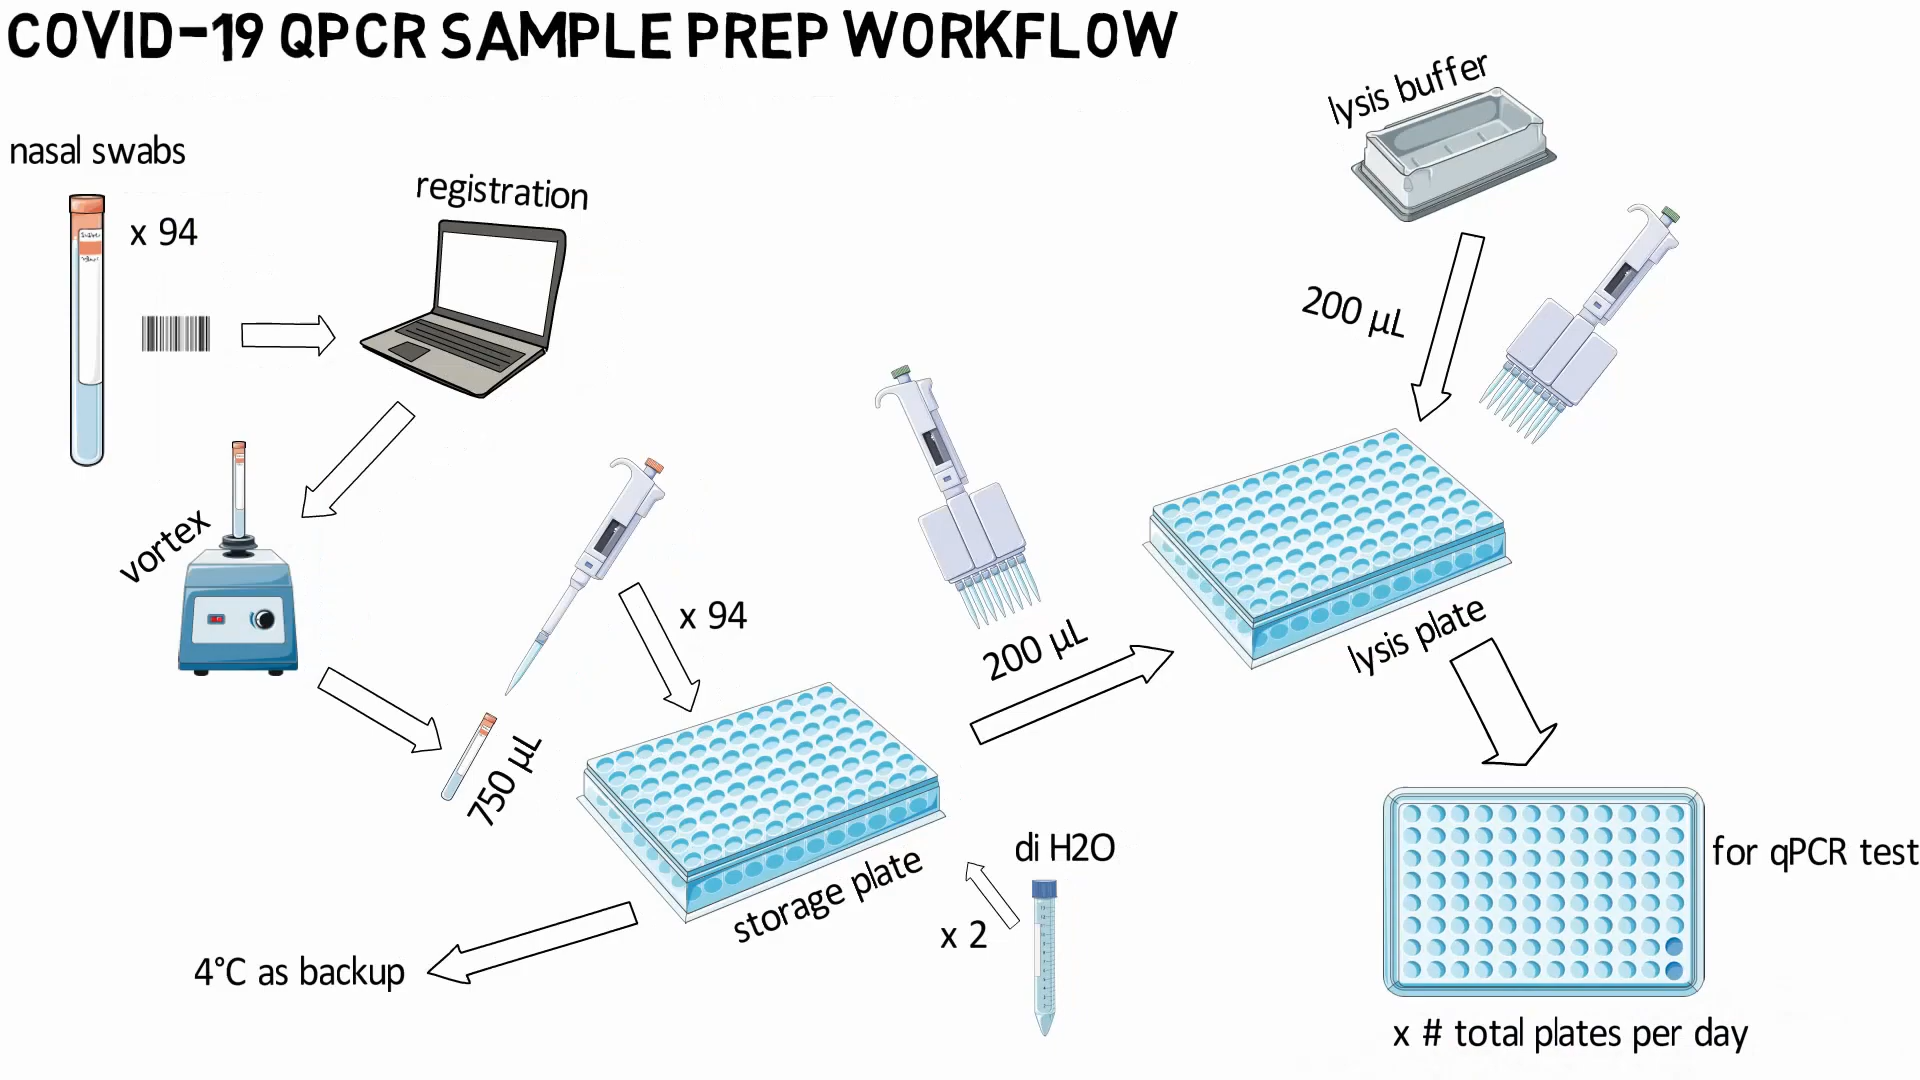 COVID-19 QPCR SAMPLE PREP WORKFLOW
nasal swabs
x 94
registration
vortex
750 µL
x 94
storage plate
4°C as backup
di H2O
x 2
200 µL
lysis buffer
200 µL
lysis plate
for qPCR test
x # total plates per day